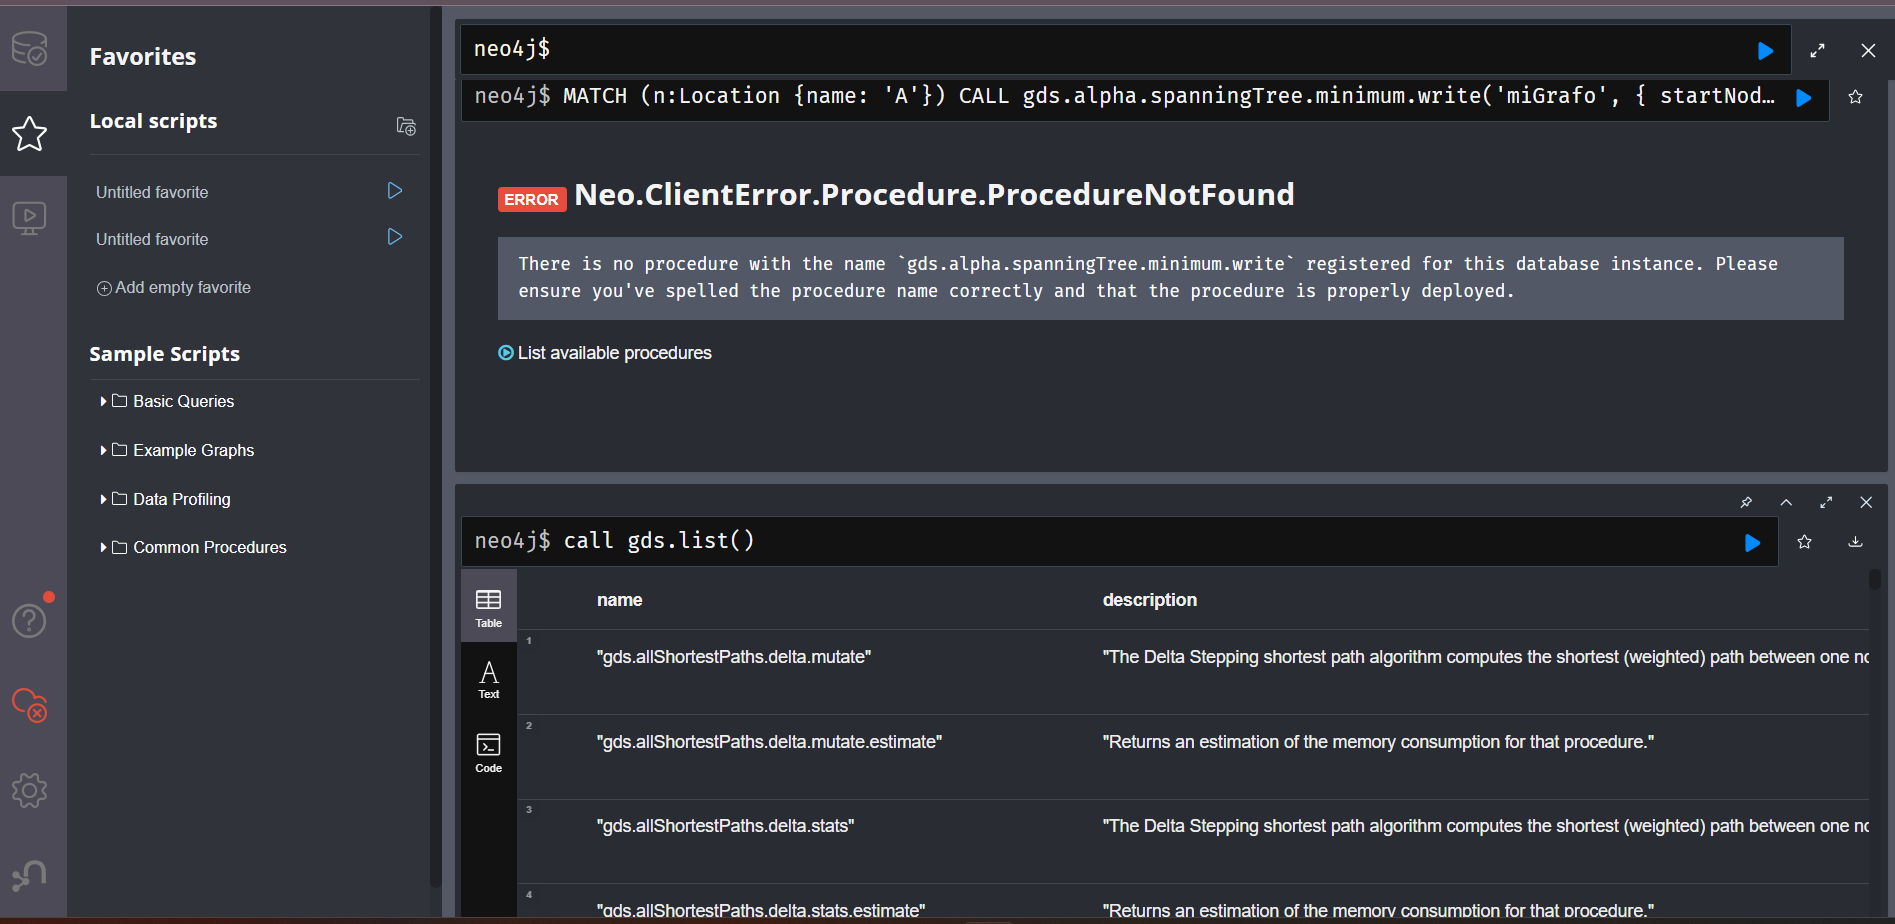 Favorites
Local scripts
Untitled favorite
Untitled favorite
Add empty favorite
Sample Scripts
Basic Queries
Example Graphs
Data Profiling
Common Procedures
neo4j$
neo4j$ MATCH (n:Location {name: 'A'}) CALL gds.alpha.spanningTree.minimum.write('miGrafo', { startNod…
ERROR Neo.ClientError.Procedure.ProcedureNotFound
There is no procedure with the name `gds.alpha.spanningTree.minimum.write` registered for this database instance. Please
ensure you've spelled the procedure name correctly and that the procedure is properly deployed.
List available procedures
neo4j$ call gds.list()
Table
Text
Code
name description
1
"gds.allShortestPaths.delta.mutate" "The Delta Stepping shortest path algorithm computes the shortest (weighted) path between one
2
"gds.allShortestPaths.delta.mutate.estimate" "Returns an estimation of the memory consumption for that procedure."
3
"gds.allShortestPaths.delta.stats" "The Delta Stepping shortest path algorithm computes the shortest (weighted) path between one
4
"gds.allShortestPaths.delta.stats.estimate" "Returns an estimation of the memory consumption for that procedure."